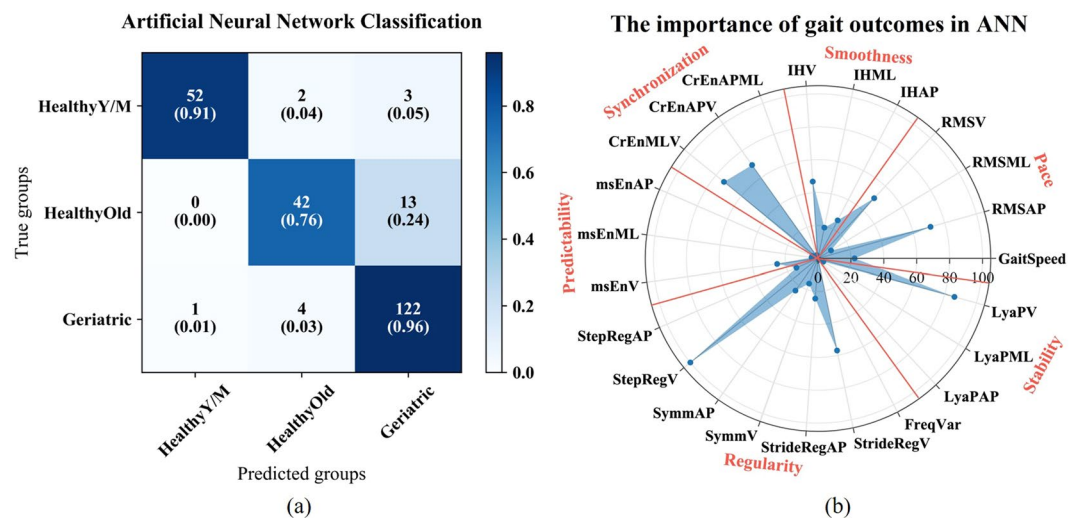 Artificial Neural Network Classification
True groups
HealthyY/M
HealthyOld
Geriatric
52
(0.91)
2
(0.04)
3
(0.05)
0
(0.00)
42
(0.76)
13
(0.24)
1
(0.01)
4
(0.03)
122
(0.96)
HealthyY/M
HealthyOld
Geriatric
Predicted groups
0.8
0.6
0.4
0.2
0.0
(a)
The importance of gait outcomes in ANN
Synchronization
Smoothness
Pace
Stability
Regularity
Predictability
IHV
IHML
IHAP
RMSV
RMSML
RMSAP
GaitSpeed
LyaPV
LyaPML
LyaPAP
FreqVar
StrideRegV
StrideRegAP
SymmV
SymmAP
StepRegV
StepRegAP
msEnV
msEnML
msEnAP
CrEnMLV
CrEnAPV
CrEnAPML
0 20 40 60 80 100
(b)